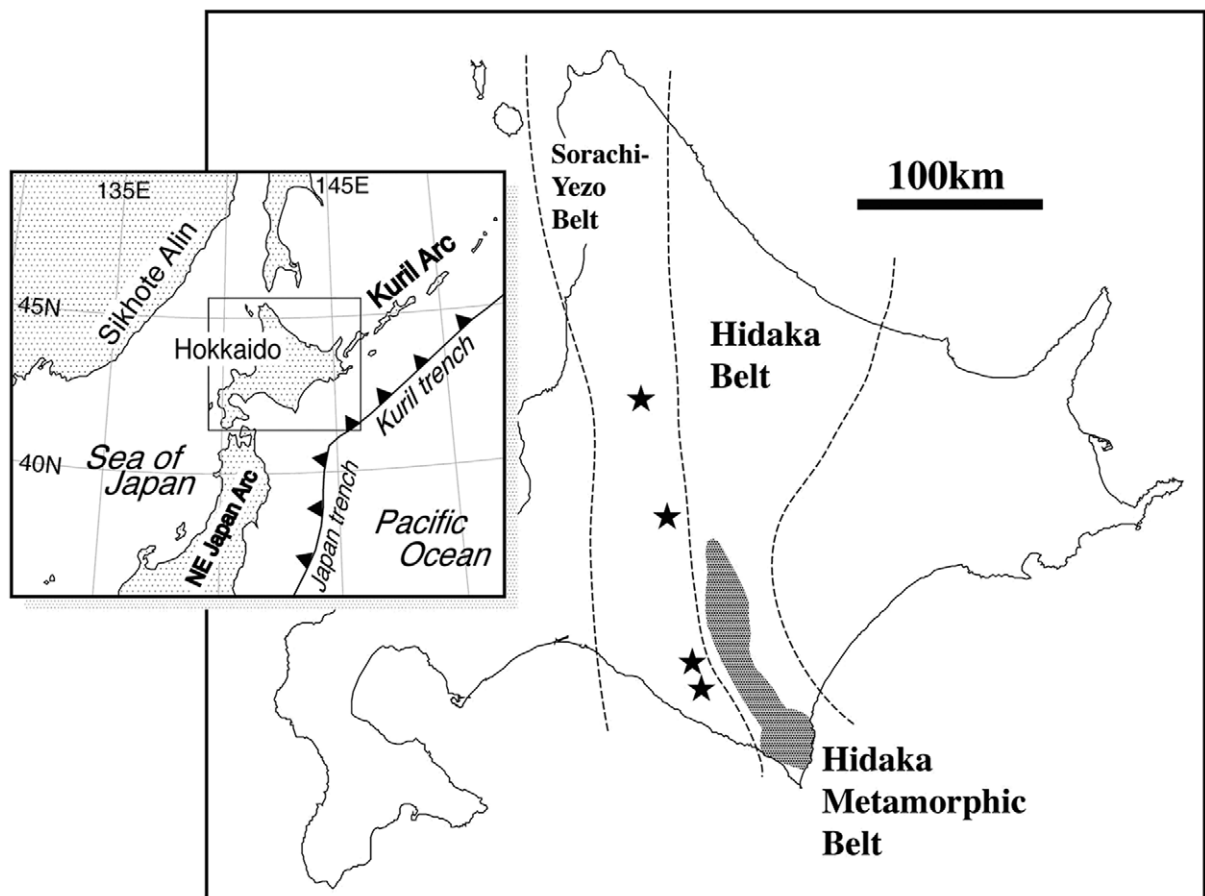 Sorachi-
Yezo
Belt
100km
Hidaka
Belt
Hidaka
Metamorphic
Belt
135E
145E
45N
40N
Sikhote Alin
Kuril Arc
Hokkaido
Kuril trench
Sea of
Japan
NE Japan Arc
Japan trench
Pacific
Ocean